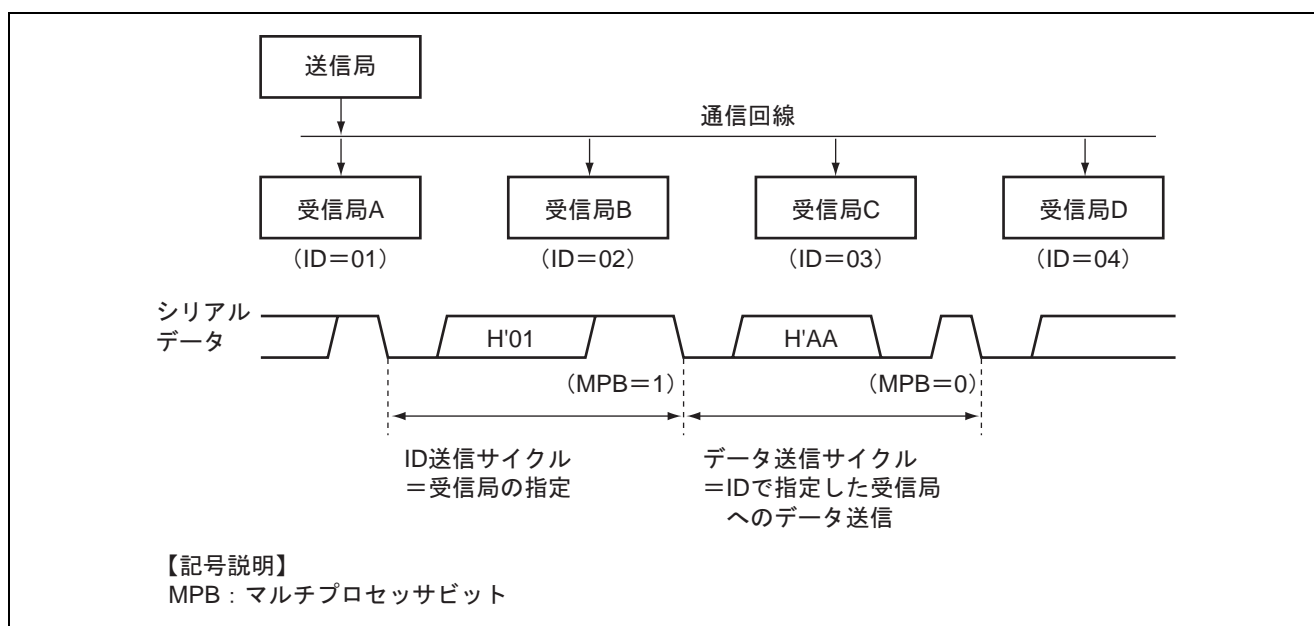 送信局
通信回線
受信局A
受信局B
受信局C
受信局D
（ID＝01）
（ID＝02）
（ID＝03）
（ID＝04）
シリアル
データ
H'01
H'AA
（MPB＝1）
（MPB＝0）
ID送信サイクル
＝受信局の指定
データ送信サイクル
＝IDで指定した受信局
へのデータ送信
【記号説明】
MPB：マルチプロセッサビット